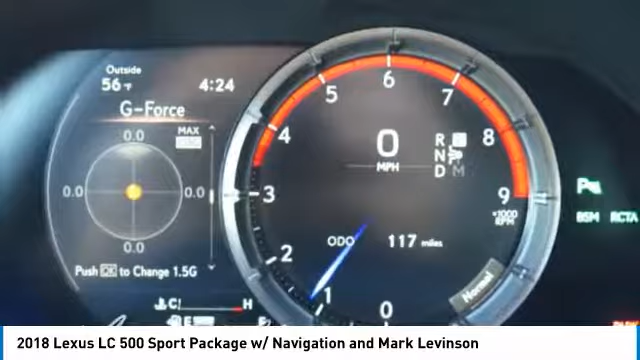 Outside
56°F
4:24
G-Force
MAX
0.0
0.0
0.0
0.0
Push OK to Change 1.5G
C
H
E
0
1
2
3
4
5
6
7
8
9
×1000
RPM
0
MPH
R
N
D M
ODO 117 miles
Normal
BSM RCTA
2018 Lexus LC 500 Sport Package w/ Navigation and Mark Levinson